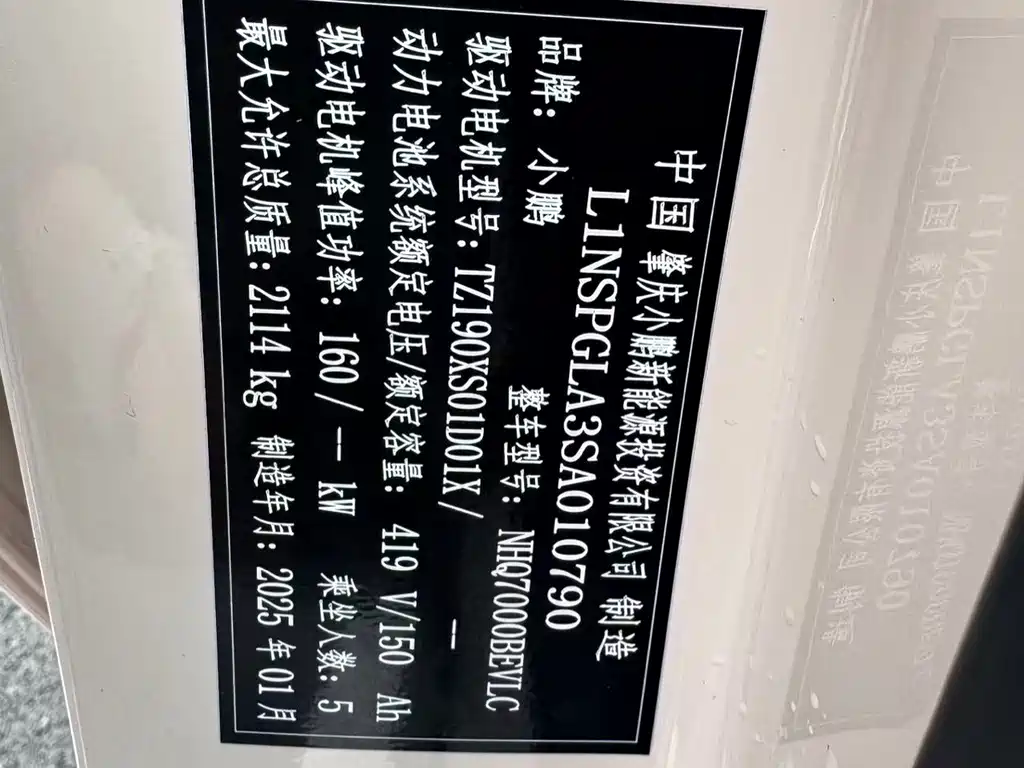 中国 肇庆小鹏新能源投资有限公司 制造
L1NSPGLA3SA010790
品牌: 小鹏 整车型号: NHQ7000BEVLC
驱动电机型号: TZ190XS01D01X/ --
动力电池系统额定电压/额定容量: 419 V/150 Ah
驱动电机峰值功率: 160/ -- kW 乘坐人数: 5
最大允许总质量: 2114 kg 制造年月: 2025 年 01 月